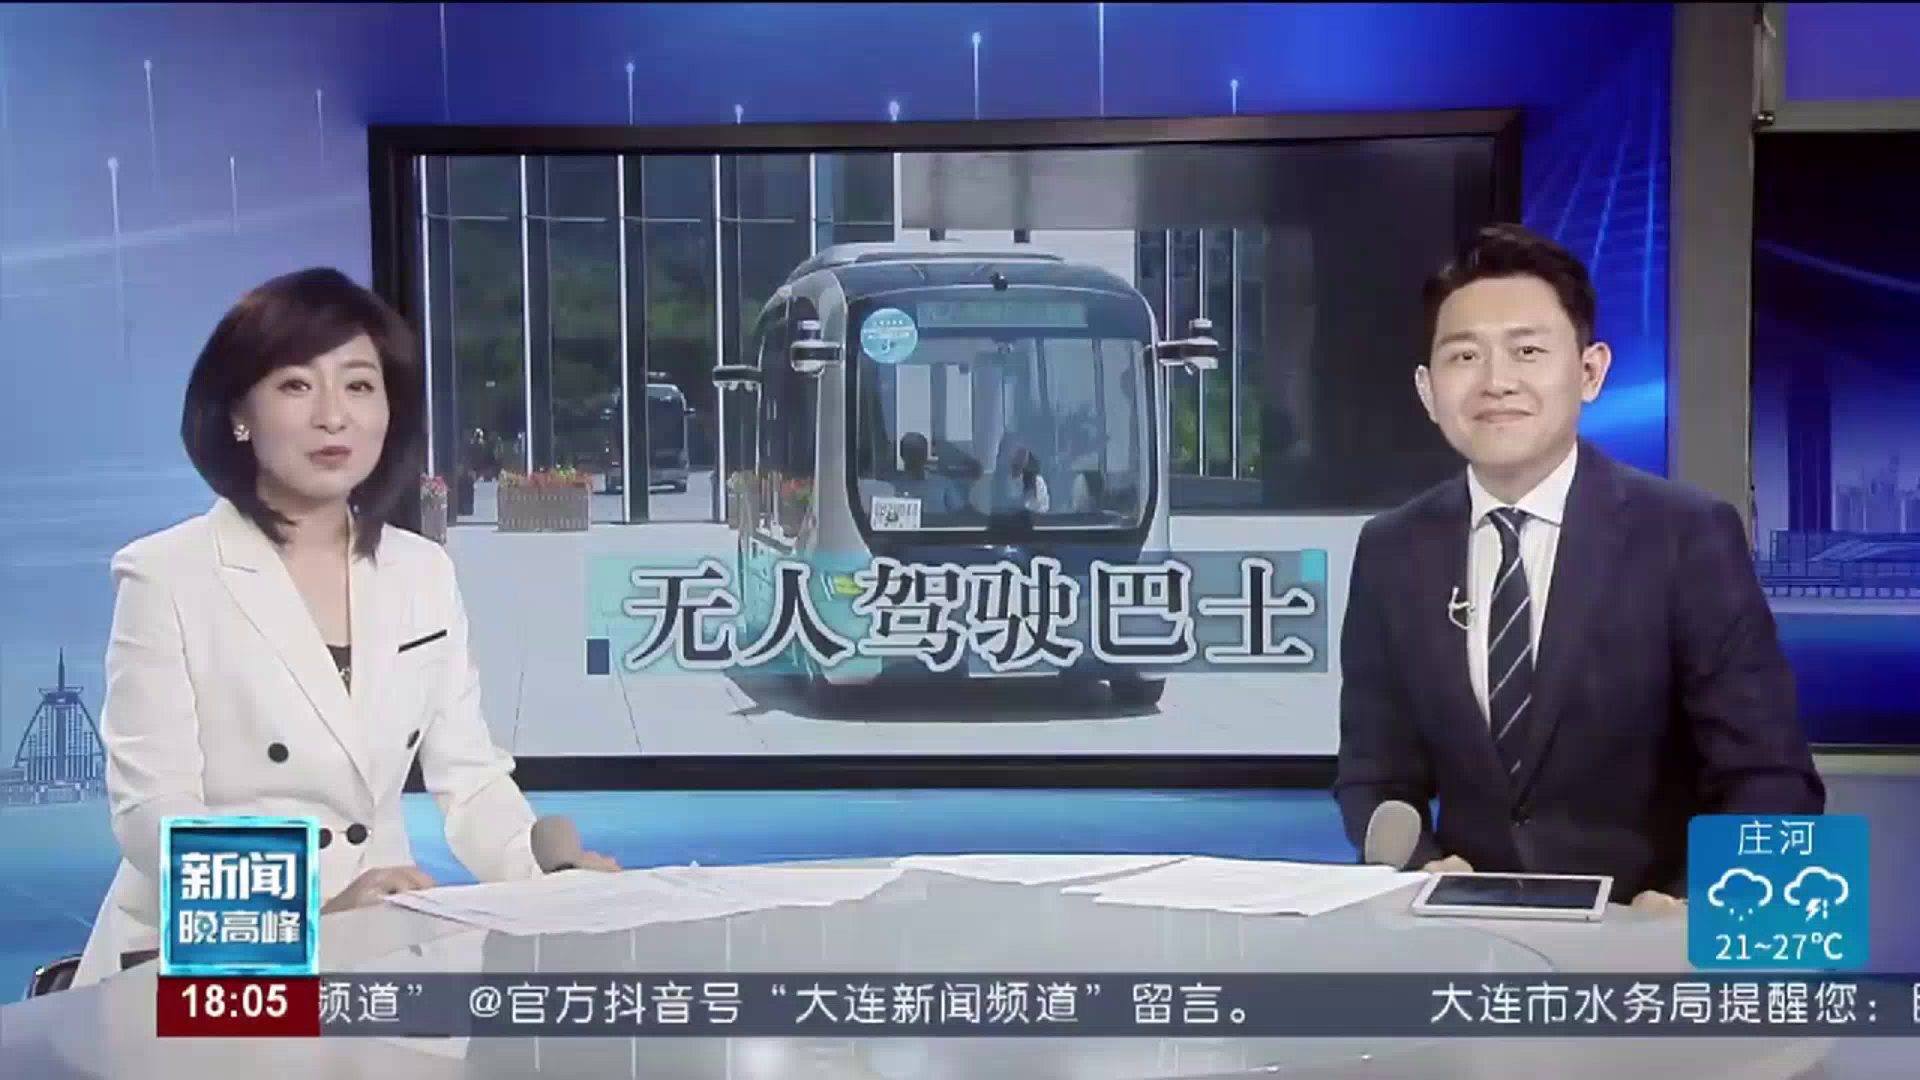 无人驾驶巴士
新闻
晚高峰
庄河
21~27℃
18:05
频道” @官方抖音号“大连新闻频道”留言。 大连市水务局提醒您：